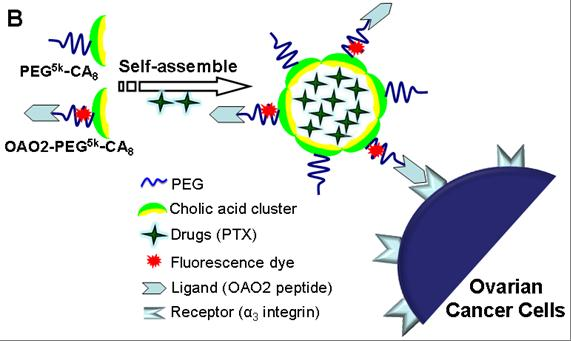 B
PEG⁵ᵏ-CA₈
Self-assemble
OAO2-PEG⁵ᵏ-CA₈
PEG
Cholic acid cluster
Drugs (PTX)
Fluorescence dye
Ligand (OAO2 peptide)
Receptor (α₃ integrin)
Ovarian
Cancer Cells